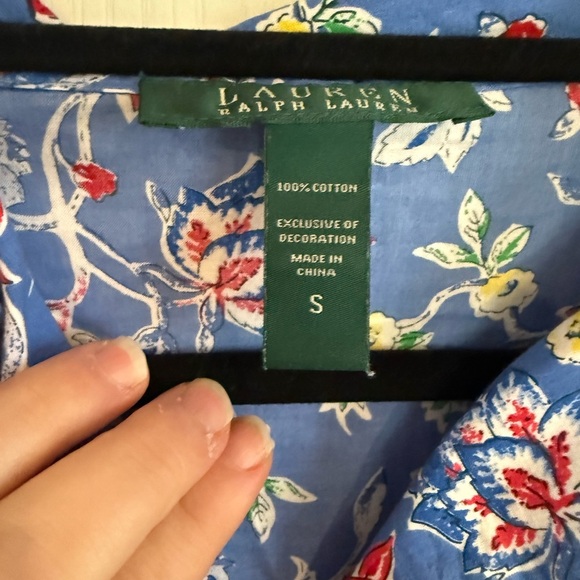 LAUREN
RALPH LAUREN
100% COTTON
EXCLUSIVE OF
DECORATION
MADE IN
CHINA
S